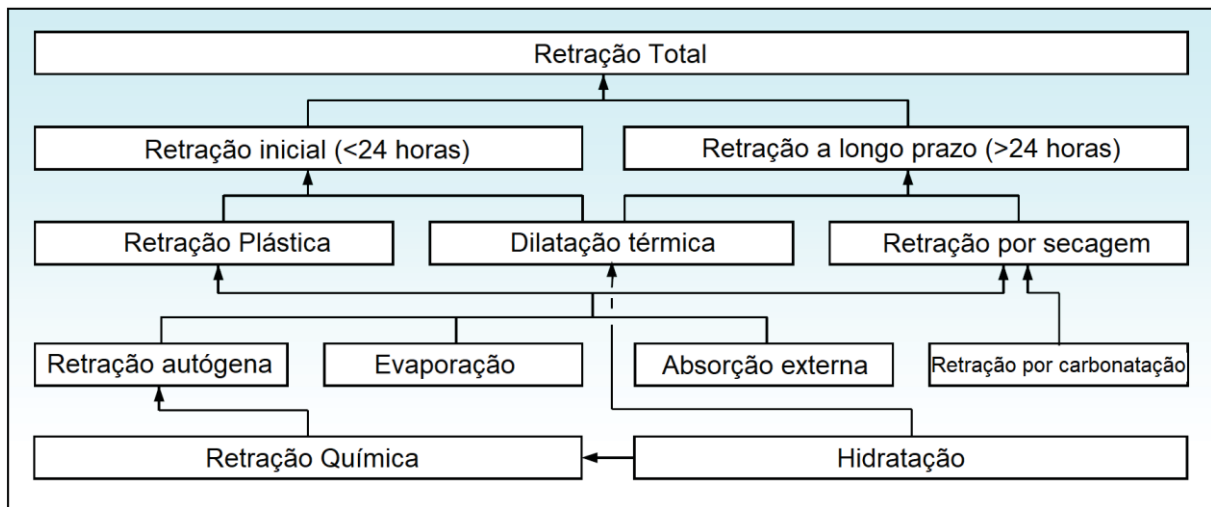 Retração Total
Retração inicial (<24 horas)
Retração a longo prazo (>24 horas)
Retração Plástica
Dilatação térmica
Retração por secagem
Retração autógena
Evaporação
Absorção externa
Retração por carbonatação
Retração Química
Hidratação